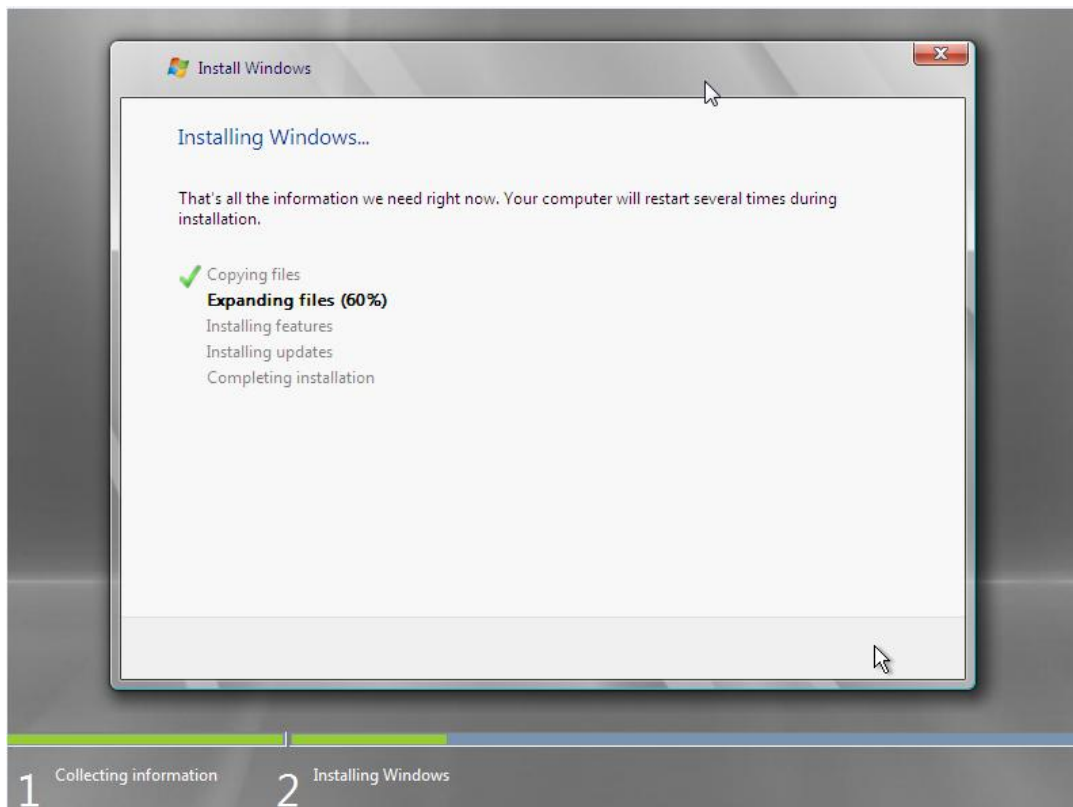 Install Windows
Installing Windows...
That's all the information we need right now. Your computer will restart several times during
installation.
Copying files
Expanding files (60%)
Installing features
Installing updates
Completing installation
1 Collecting information
2 Installing Windows